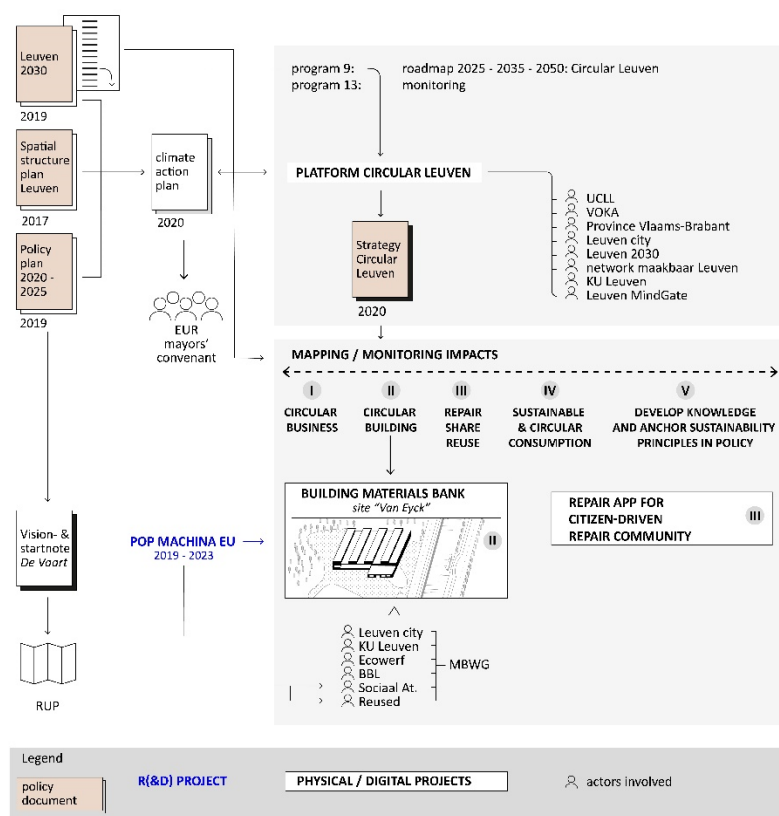 Leuven
2030
2019
Spatial
structure
plan
Leuven
2017
Policy
plan
2020 -
2025
2019
climate
action
plan
2020
EUR
mayors'
convenant
Vision- &
startnote
De Vaart
RUP
program 9: roadmap 2025 - 2035 - 2050: Circular Leuven
program 13: monitoring
PLATFORM CIRCULAR LEUVEN
Strategy
Circular
Leuven
2020
UCLL
VOKA
Province Vlaams-Brabant
Leuven city
Leuven 2030
network maakbaar Leuven
KU Leuven
Leuven MindGate
MAPPING / MONITORING IMPACTS
I
CIRCULAR
BUSINESS
II
CIRCULAR
BUILDING
III
REPAIR
SHARE
REUSE
IV
SUSTAINABLE
& CIRCULAR
CONSUMPTION
V
DEVELOP KNOWLEDGE
AND ANCHOR SUSTAINABILITY
PRINCIPLES IN POLICY
POP MACHINA EU
2019 - 2023
BUILDING MATERIALS BANK
site "Van Eyck"
II
REPAIR APP FOR
CITIZEN-DRIVEN
REPAIR COMMUNITY
III
Leuven city
KU Leuven
Ecowerf
BBL
Sociaal At.
Reused
MBWG
Legend
policy
document
R(&D) PROJECT
PHYSICAL / DIGITAL PROJECTS
actors involved